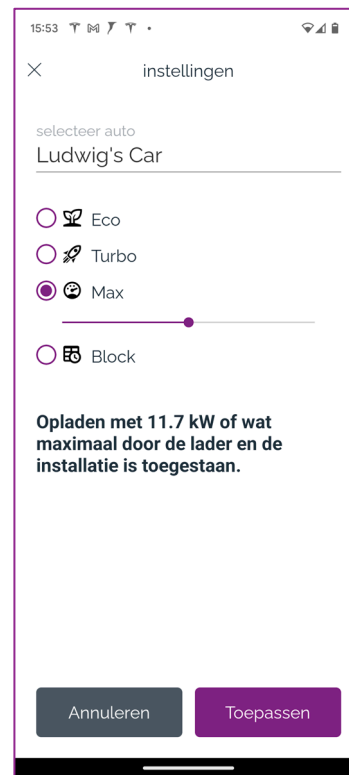 15:53
instellingen
selecteer auto
Ludwig's Car
Eco
Turbo
Max
Block
Opladen met 11.7 kW of wat
maximaal door de lader en de
installatie is toegestaan.
Annuleren
Toepassen